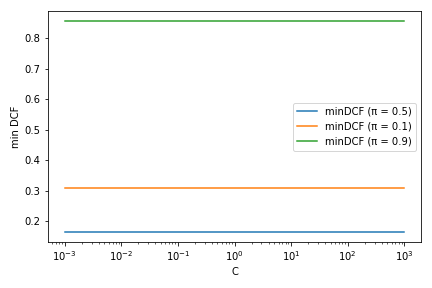 0.8
0.7
0.6
0.5
0.4
0.3
0.2
min DCF
minDCF (π = 0.5)
minDCF (π = 0.1)
minDCF (π = 0.9)
10⁻³ 10⁻² 10⁻¹ 10⁰ 10¹ 10² 10³
C